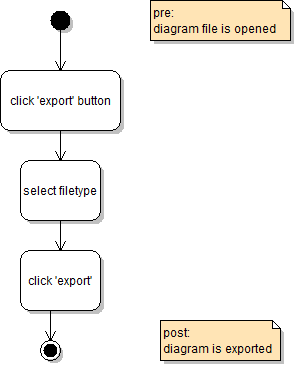 pre:
diagram file is opened
click 'export' button
select filetype
click 'export'
post:
diagram is exported